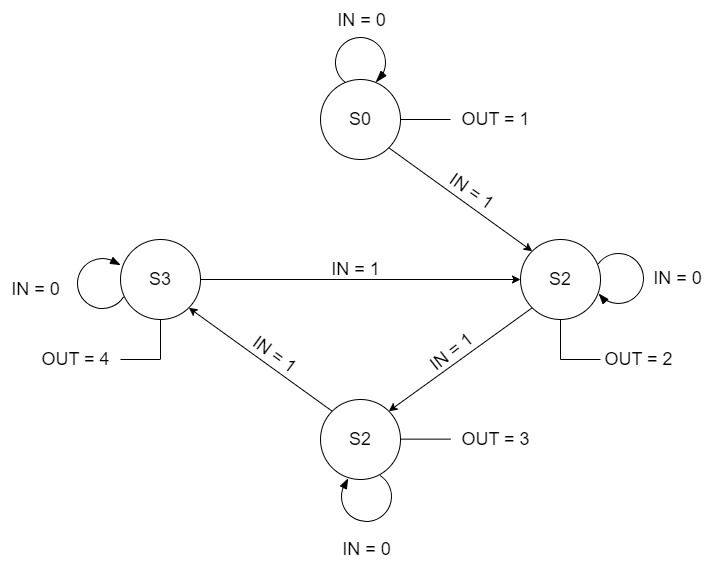 IN = 0
S0
OUT = 1
IN = 1
S3
IN = 1
S2
IN = 0
IN = 0
OUT = 4
IN = 1
IN = 1
OUT = 2
S2
OUT = 3
IN = 0